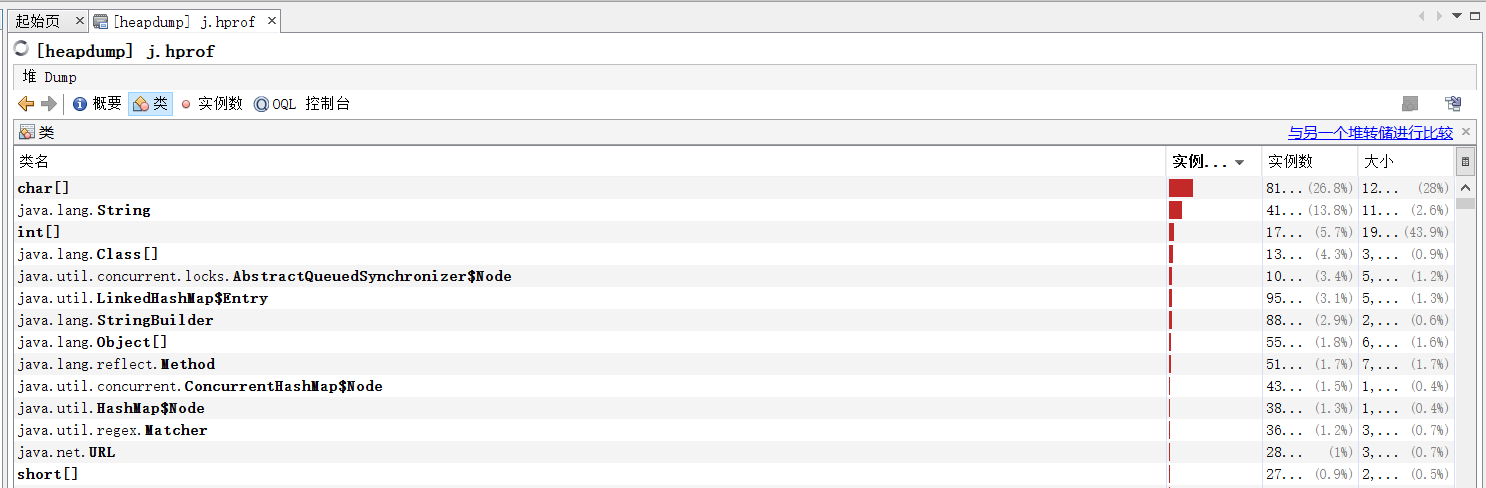 起始页 × [heapdump] j.hprof ×
[heapdump] j.hprof
堆 Dump
概要 类 实例数 OQL 控制台
类 与另一个堆转储进行比较 ×
类名 实例... 实例数 大小
char[] 81... (26.8%) 12... (28%)
java.lang.String 41... (13.8%) 11... (2.6%)
int[] 17... (5.7%) 19... (43.9%)
java.lang.Class[] 13... (4.3%) 3,... (0.9%)
java.util.concurrent.locks.AbstractQueuedSynchronizer$Node 10... (3.4%) 5,... (1.2%)
java.util.LinkedHashMap$Entry 95... (3.1%) 5,... (1.3%)
java.lang.StringBuilder 88... (2.9%) 2,... (0.6%)
java.lang.Object[] 55... (1.8%) 6,... (1.6%)
java.lang.reflect.Method 51... (1.7%) 7,... (1.7%)
java.util.concurrent.ConcurrentHashMap$Node 43... (1.5%) 1,... (0.4%)
java.util.HashMap$Node 38... (1.3%) 1,... (0.4%)
java.util.regex.Matcher 36... (1.2%) 3,... (0.7%)
java.net.URL 28... (1%) 3,... (0.7%)
short[] 27... (0.9%) 2,... (0.5%)